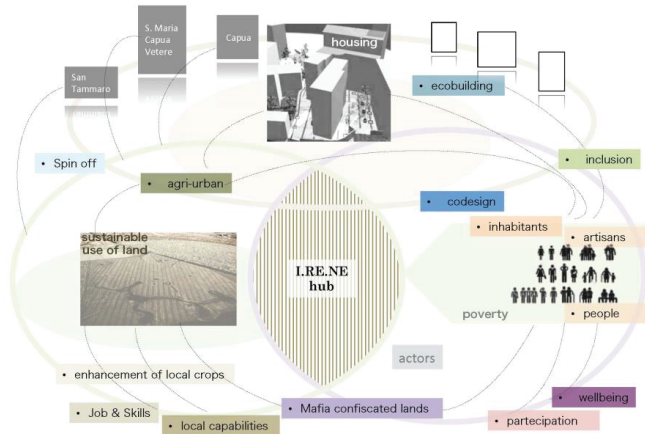 S. Maria
Capua
Vetere
Capua
San
Tammaro
housing
• ecobuilding
• Spin off
• inclusion
• agri-urban
• codesign
• inhabitants
• artisans
sustainable
use of land
I.RE.NE
hub
poverty
• people
actors
• enhancement of local crops
• wellbeing
• Job & Skills
• Mafia confiscated lands
• partecipation
• local capabilities